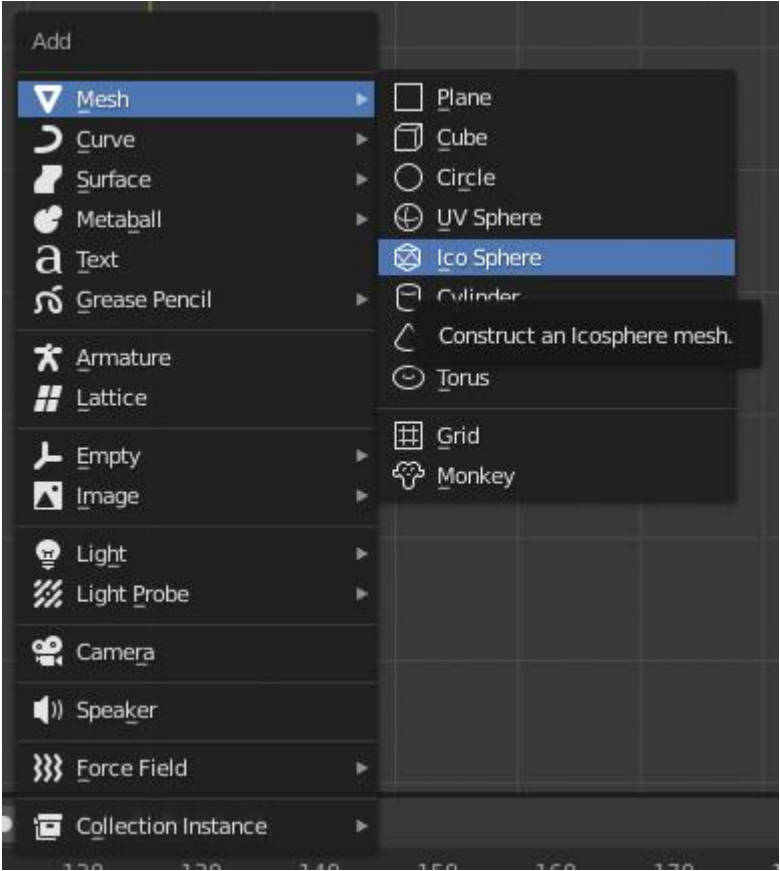 Add
Mesh
Curve
Surface
Metaball
Text
Grease Pencil
Armature
Lattice
Empty
Image
Light
Light Probe
Camera
Speaker
Force Field
Collection Instance
Plane
Cube
Circle
UV Sphere
Ico Sphere
Cylinder
Construct an Icosphere mesh.
Torus
Grid
Monkey